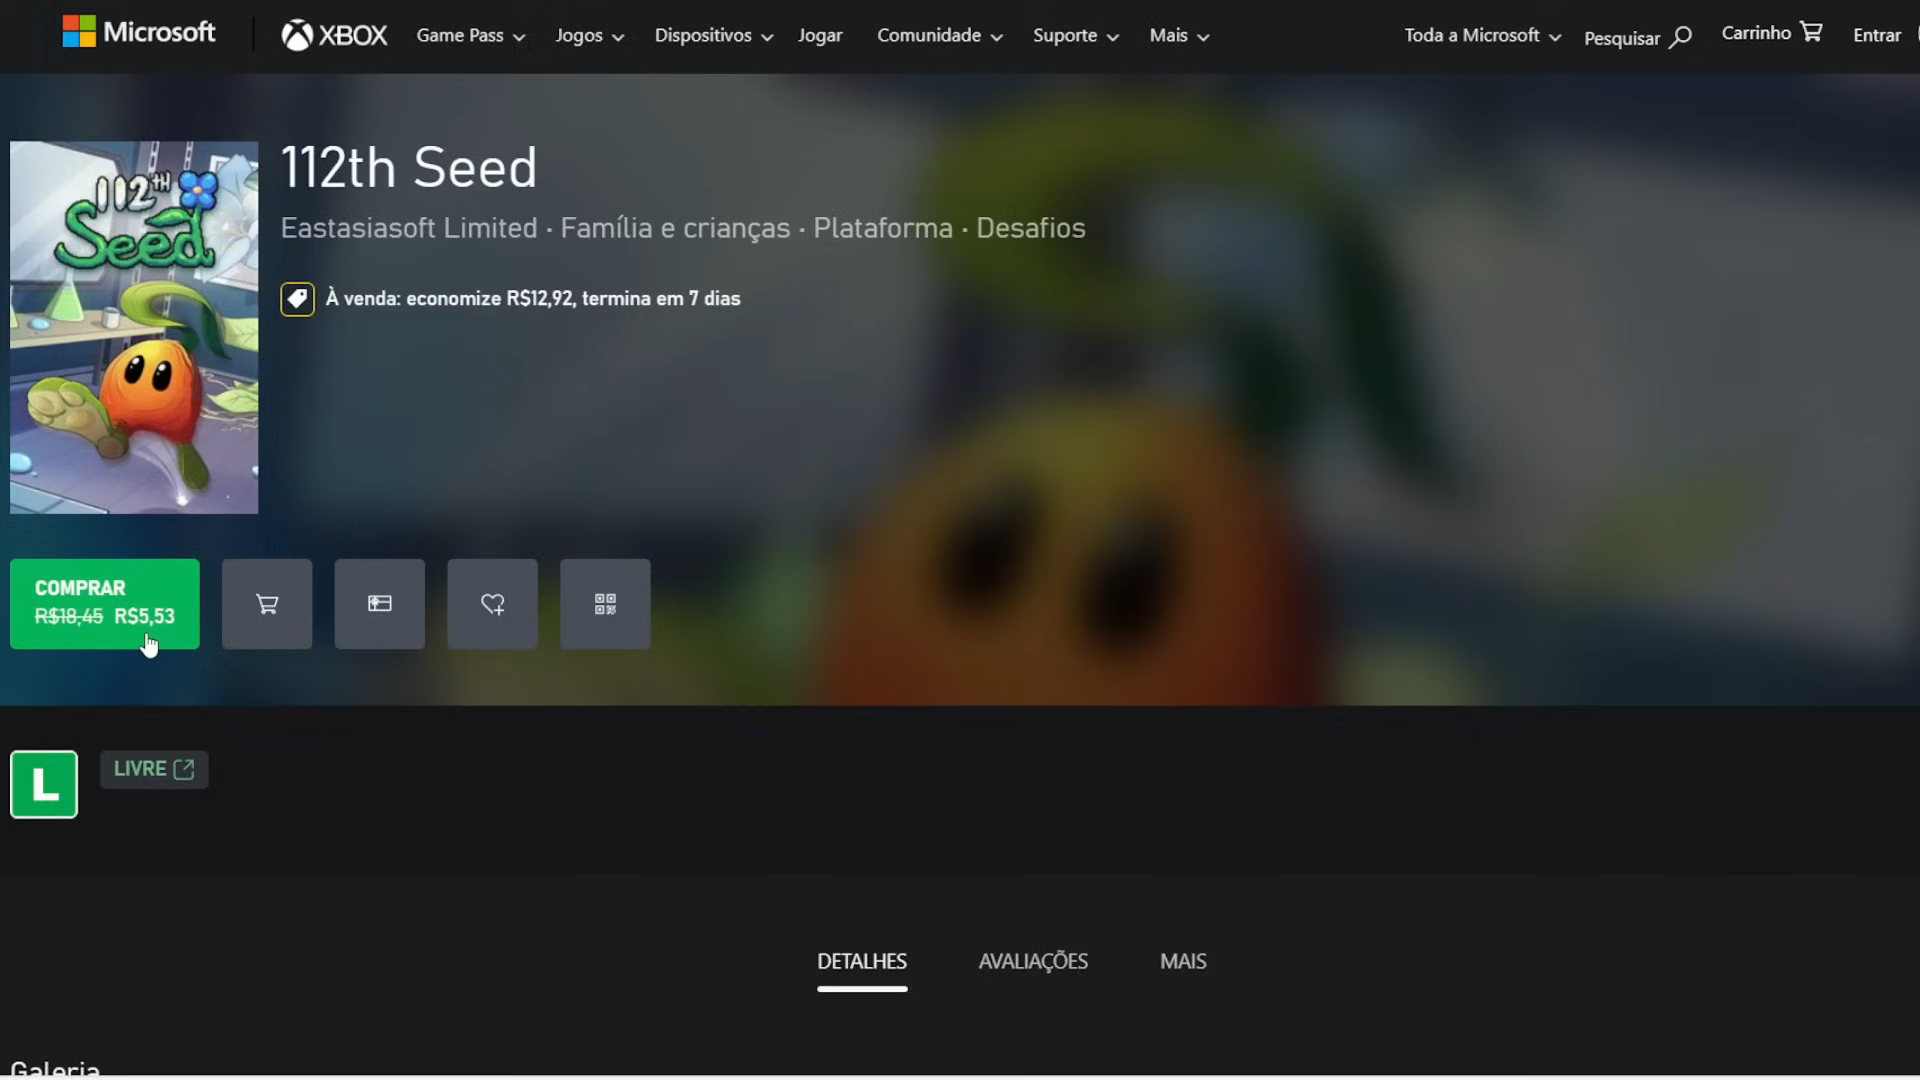 Microsoft
XBOX
Game Pass
Jogos
Dispositivos
Jogar
Comunidade
Suporte
Mais
Toda a Microsoft
Pesquisar
Carrinho
Entrar
112TH
Seed
112th Seed
Eastasiasoft Limited · Família e crianças · Plataforma · Desafios
À venda: economize R$12,92, termina em 7 dias
COMPRAR
R$18,45 R$5,53
L
LIVRE
DETALHES
AVALIAÇÕES
MAIS
Galeria